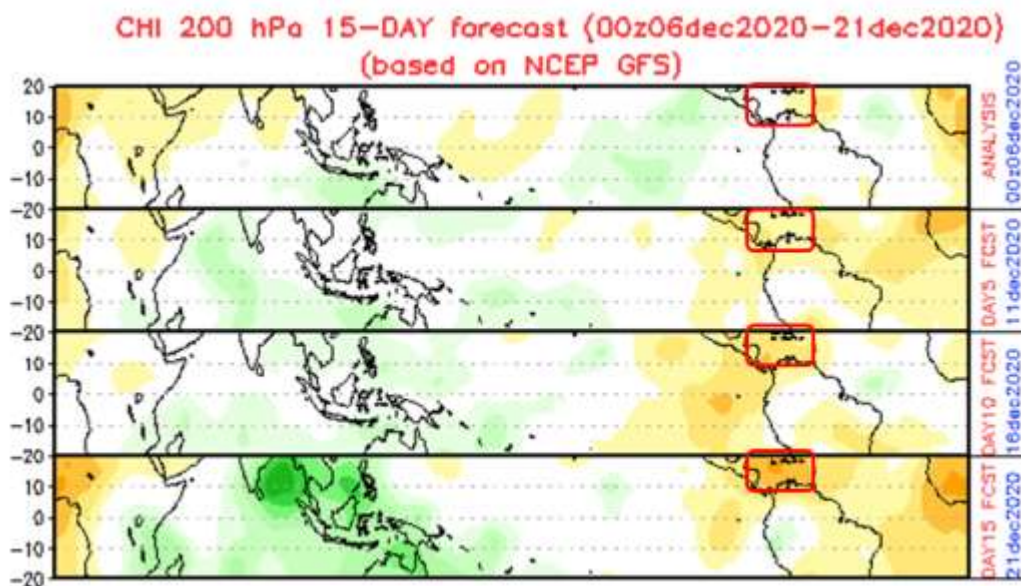 CHI 200 hPa 15-DAY forecast (00z06dec2020-21dec2020)
(based on NCEP GFS)
20
10
0
-10
-20
10
0
-10
-20
10
0
-10
-20
10
0
-10
-20
ANALYSIS
00z06dec2020
DAY5 FCST
11dec2020
DAY10 FCST
16dec2020
DAY15 FCST
21dec2020